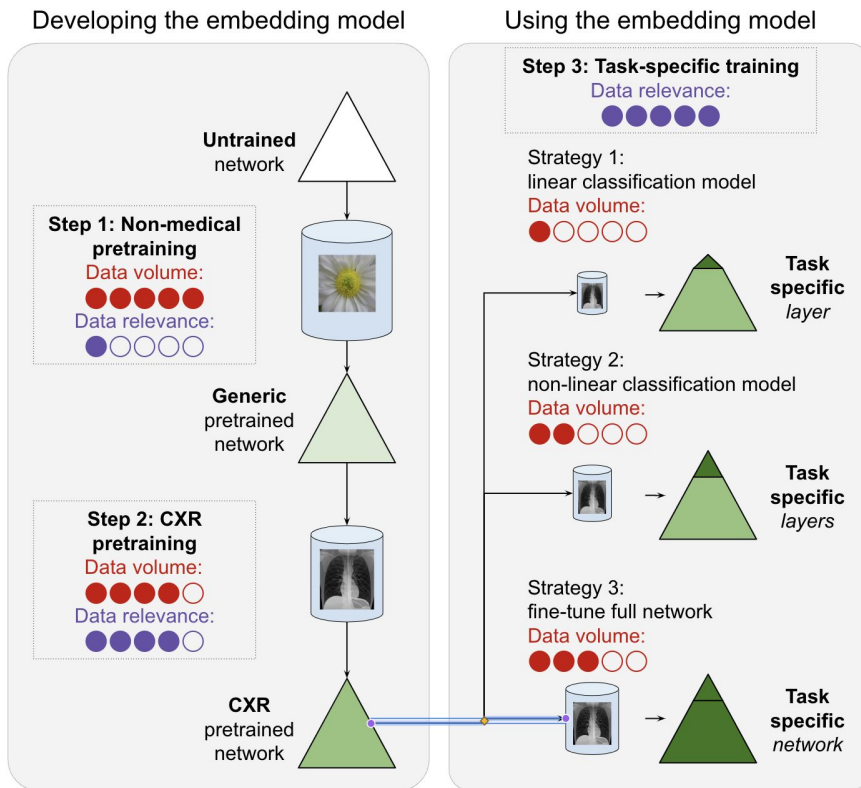 Developing the embedding model
Untrained
network
Step 1: Non-medical
pretraining
Data volume:
Data relevance:
Generic
pretrained
network
Step 2: CXR
pretraining
Data volume:
Data relevance:
CXR
pretrained
network
Using the embedding model
Step 3: Task-specific training
Data relevance:
Strategy 1:
linear classification model
Data volume:
Task
specific
layer
Strategy 2:
non-linear classification model
Data volume:
Task
specific
layers
Strategy 3:
fine-tune full network
Data volume:
Task
specific
network